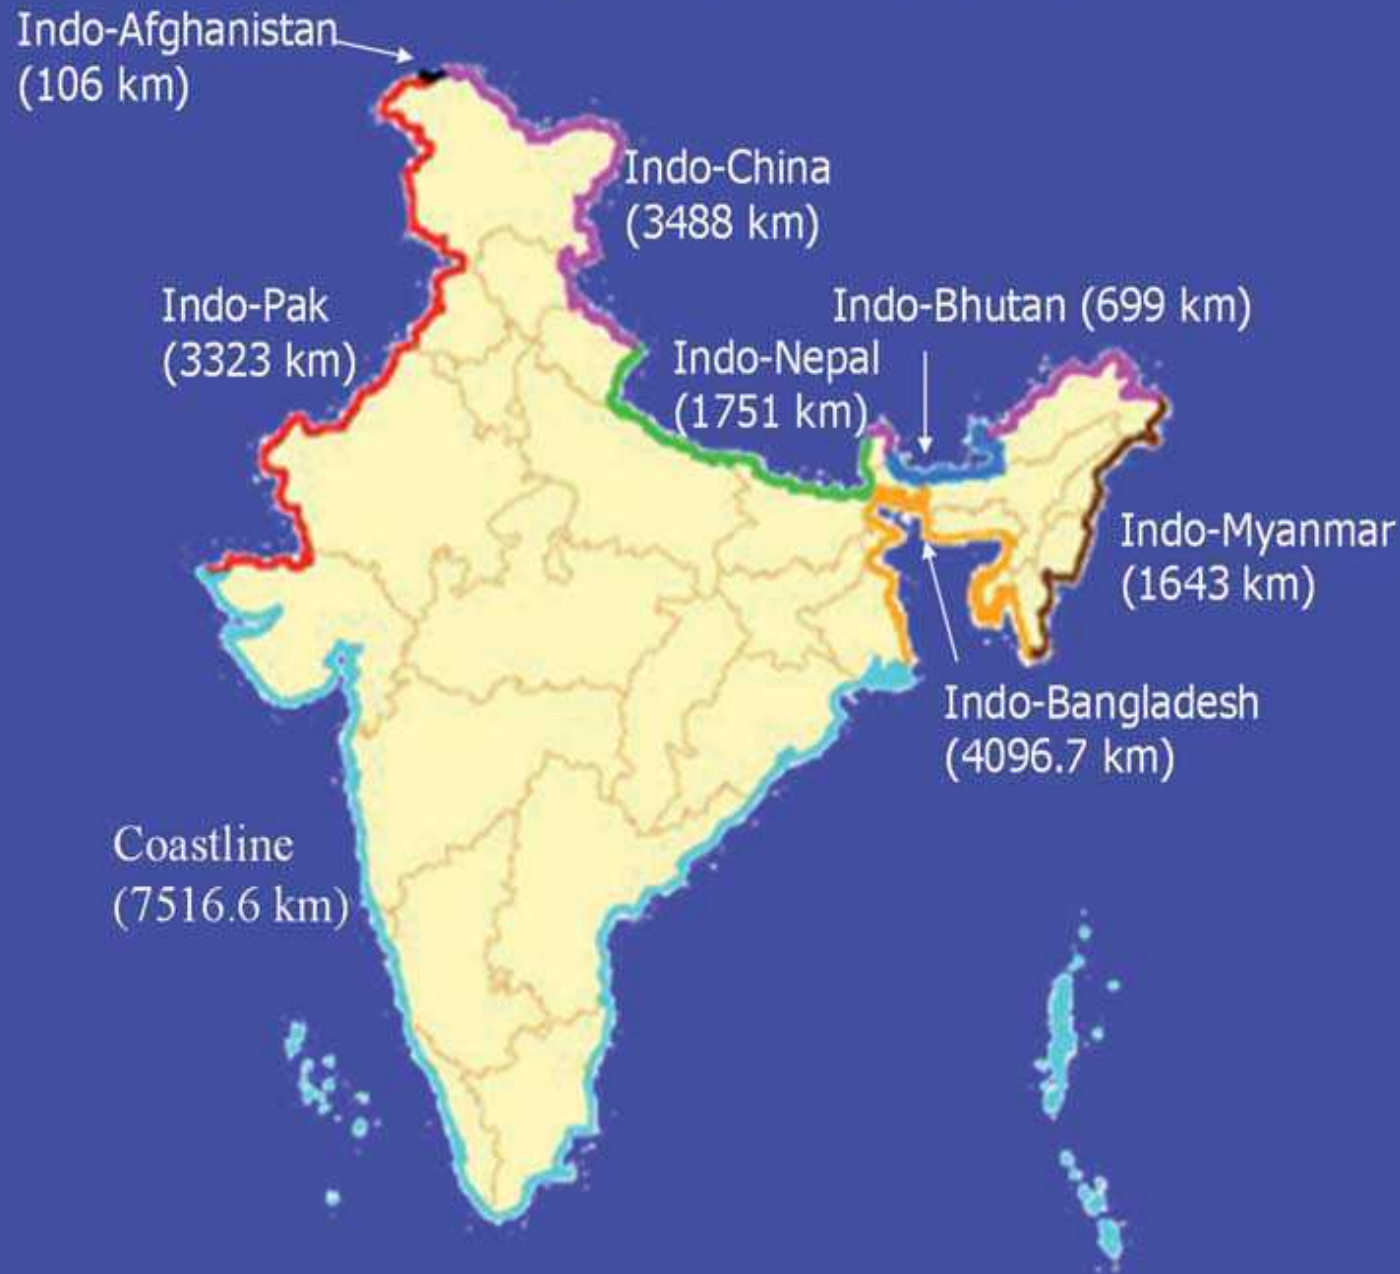 Indo-Afghanistan
(106 km)
Indo-China
(3488 km)
Indo-Pak
(3323 km)
Indo-Bhutan (699 km)
Indo-Nepal
(1751 km)
Indo-Myanmar
(1643 km)
Indo-Bangladesh
(4096.7 km)
Coastline
(7516.6 km)